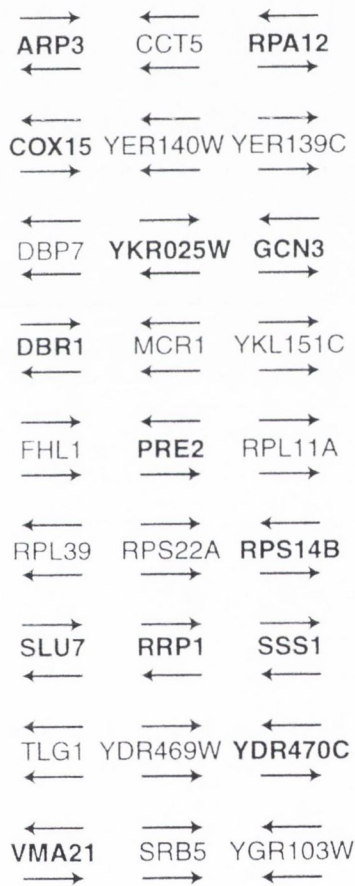 ARP3 CCT5 RPA12
COX15 YER140W YER139C
DBP7 YKR025W GCN3
DBR1 MCR1 YKL151C
FHL1 PRE2 RPL11A
RPL39 RPS22A RPS14B
SLU7 RRP1 SSS1
TLG1 YDR469W YDR470C
VMA21 SRB5 YGR103W